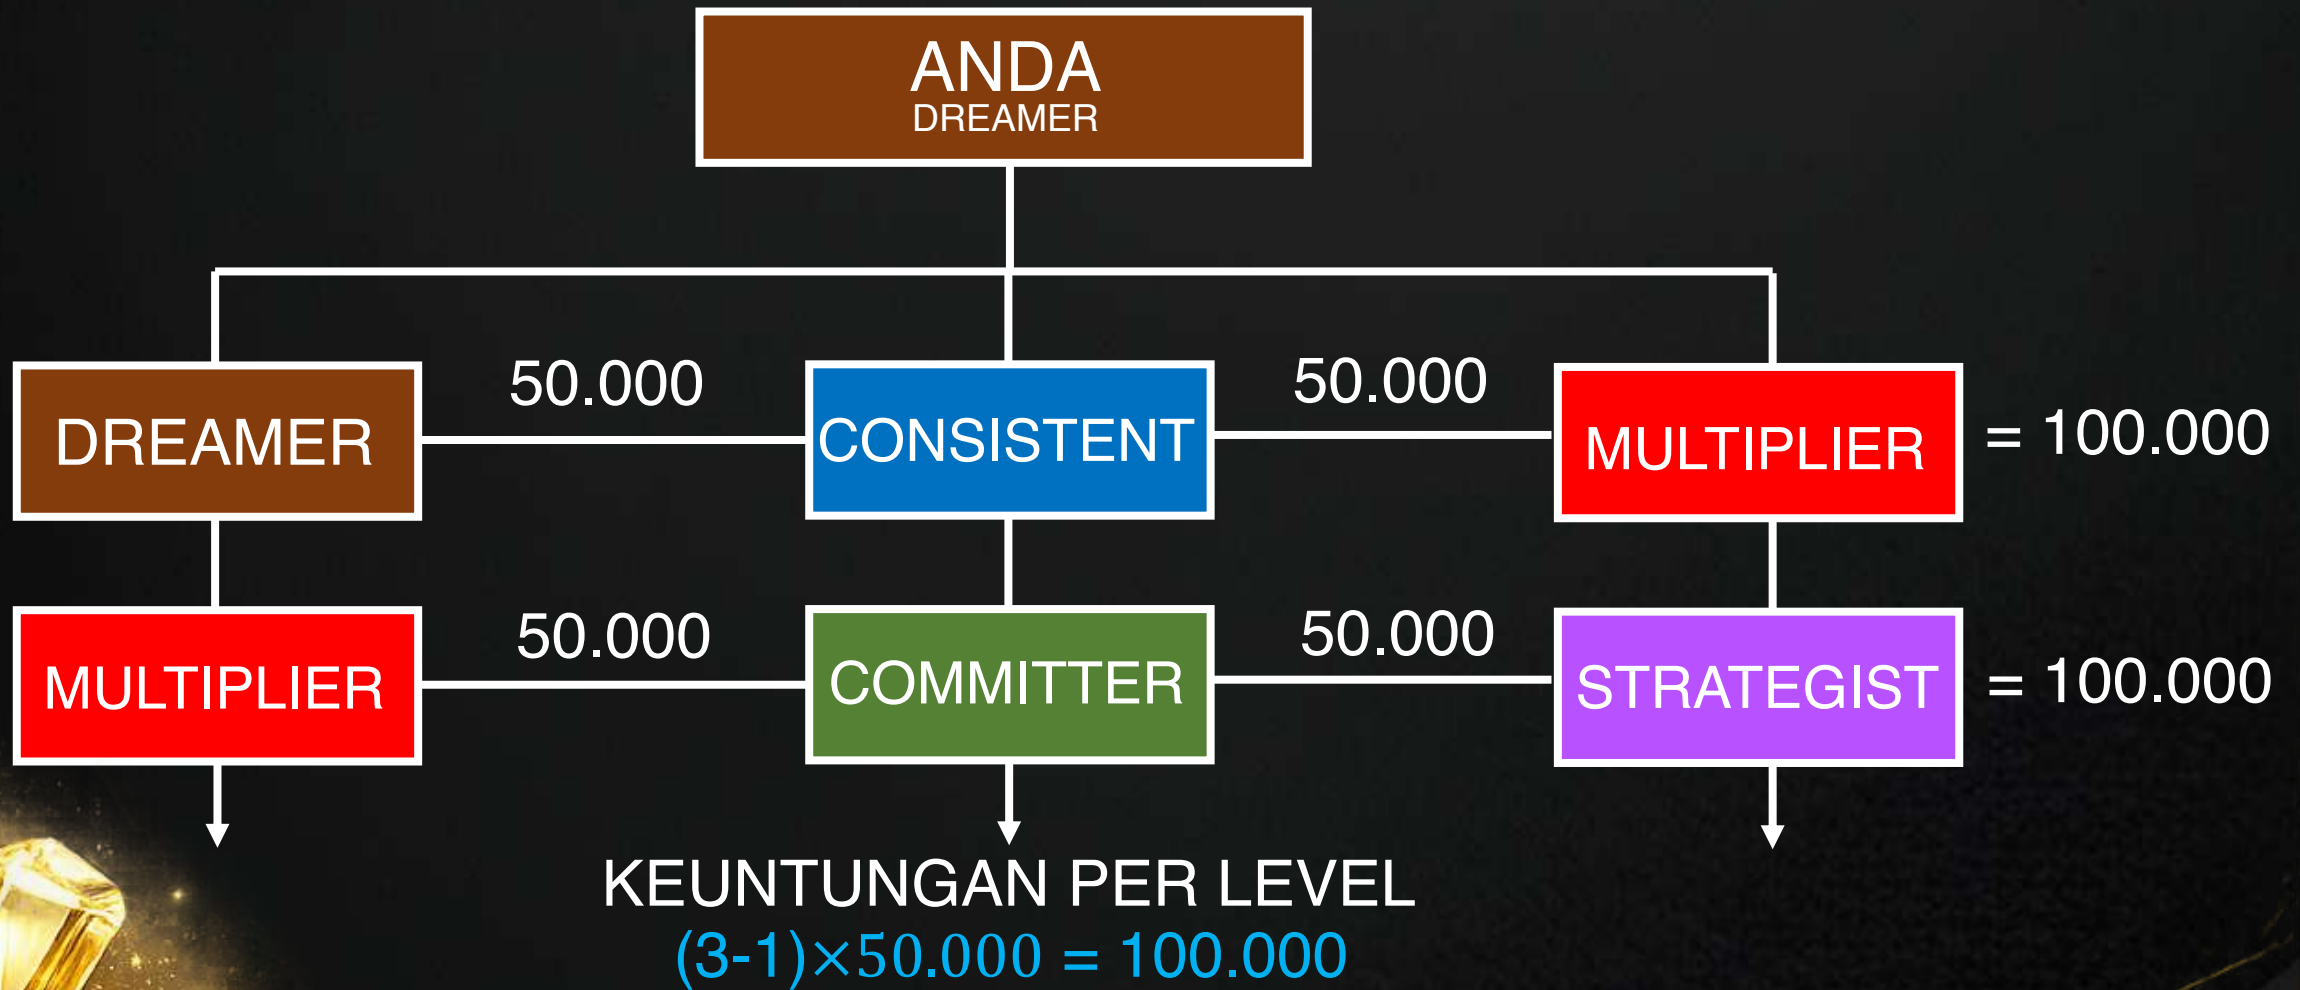 ANDA
DREAMER
50.000
50.000
DREAMER
CONSISTENT
MULTIPLIER
= 100.000
50.000
50.000
MULTIPLIER
COMMITTER
STRATEGIST
= 100.000
KEUNTUNGAN PER LEVEL
(3-1)×50.000 = 100.000